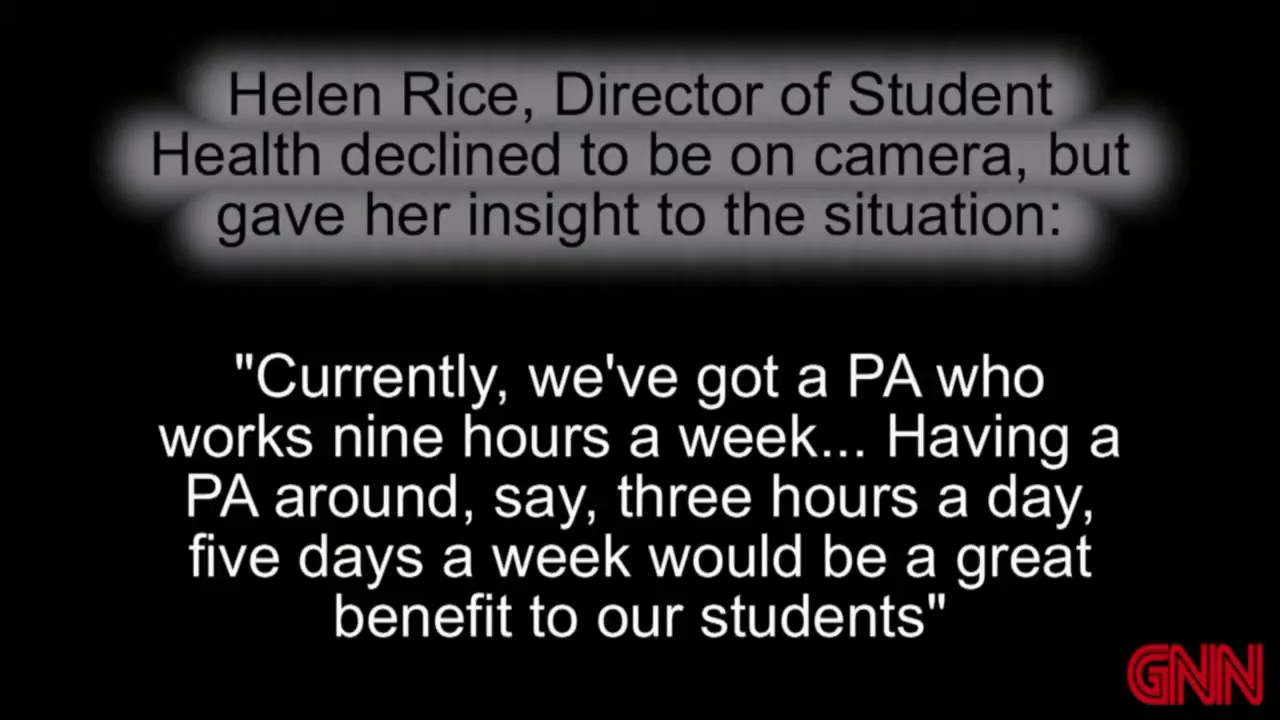 Helen Rice, Director of Student
Health declined to be on camera, but
gave her insight to the situation:
"Currently, we've got a PA who
works nine hours a week... Having a
PA around, say, three hours a day,
five days a week would be a great
benefit to our students"
GNN